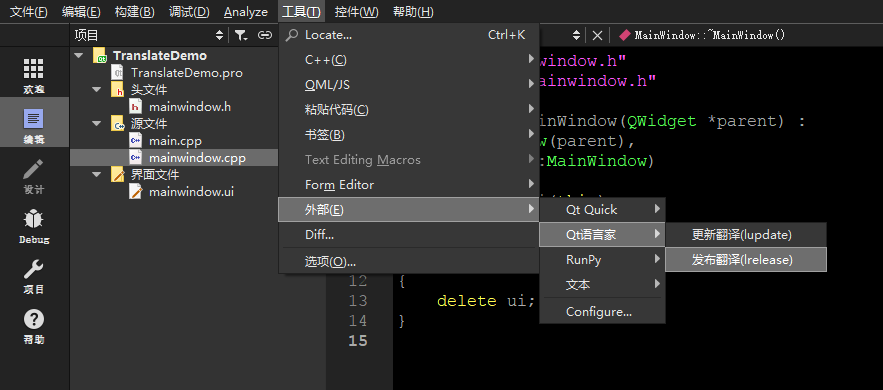 文件(F) 编辑(E) 构建(B) 调试(D) Analyze 工具(T) 控件(W) 帮助(H)
项目
TranslateDemo
TranslateDemo.pro
头文件
mainwindow.h
源文件
main.cpp
mainwindow.cpp
界面文件
mainwindow.ui
欢迎
编辑
设计
Debug
项目
帮助
Locate... Ctrl+K
C++(C)
QML/JS
粘贴代码(C)
书签(B)
Text Editing Macros
Form Editor
外部(E)
Diff...
选项(O)...
Qt Quick
Qt语言家
RunPy
文本
Configure...
更新翻译(lupdate)
发布翻译(lrelease)
MainWindow::~MainWindow()
window.h"
ainwindow.h"
inWindow(QWidget *parent) :
w(parent),
:MainWindow)
12 {
13 delete ui;
14 }
15